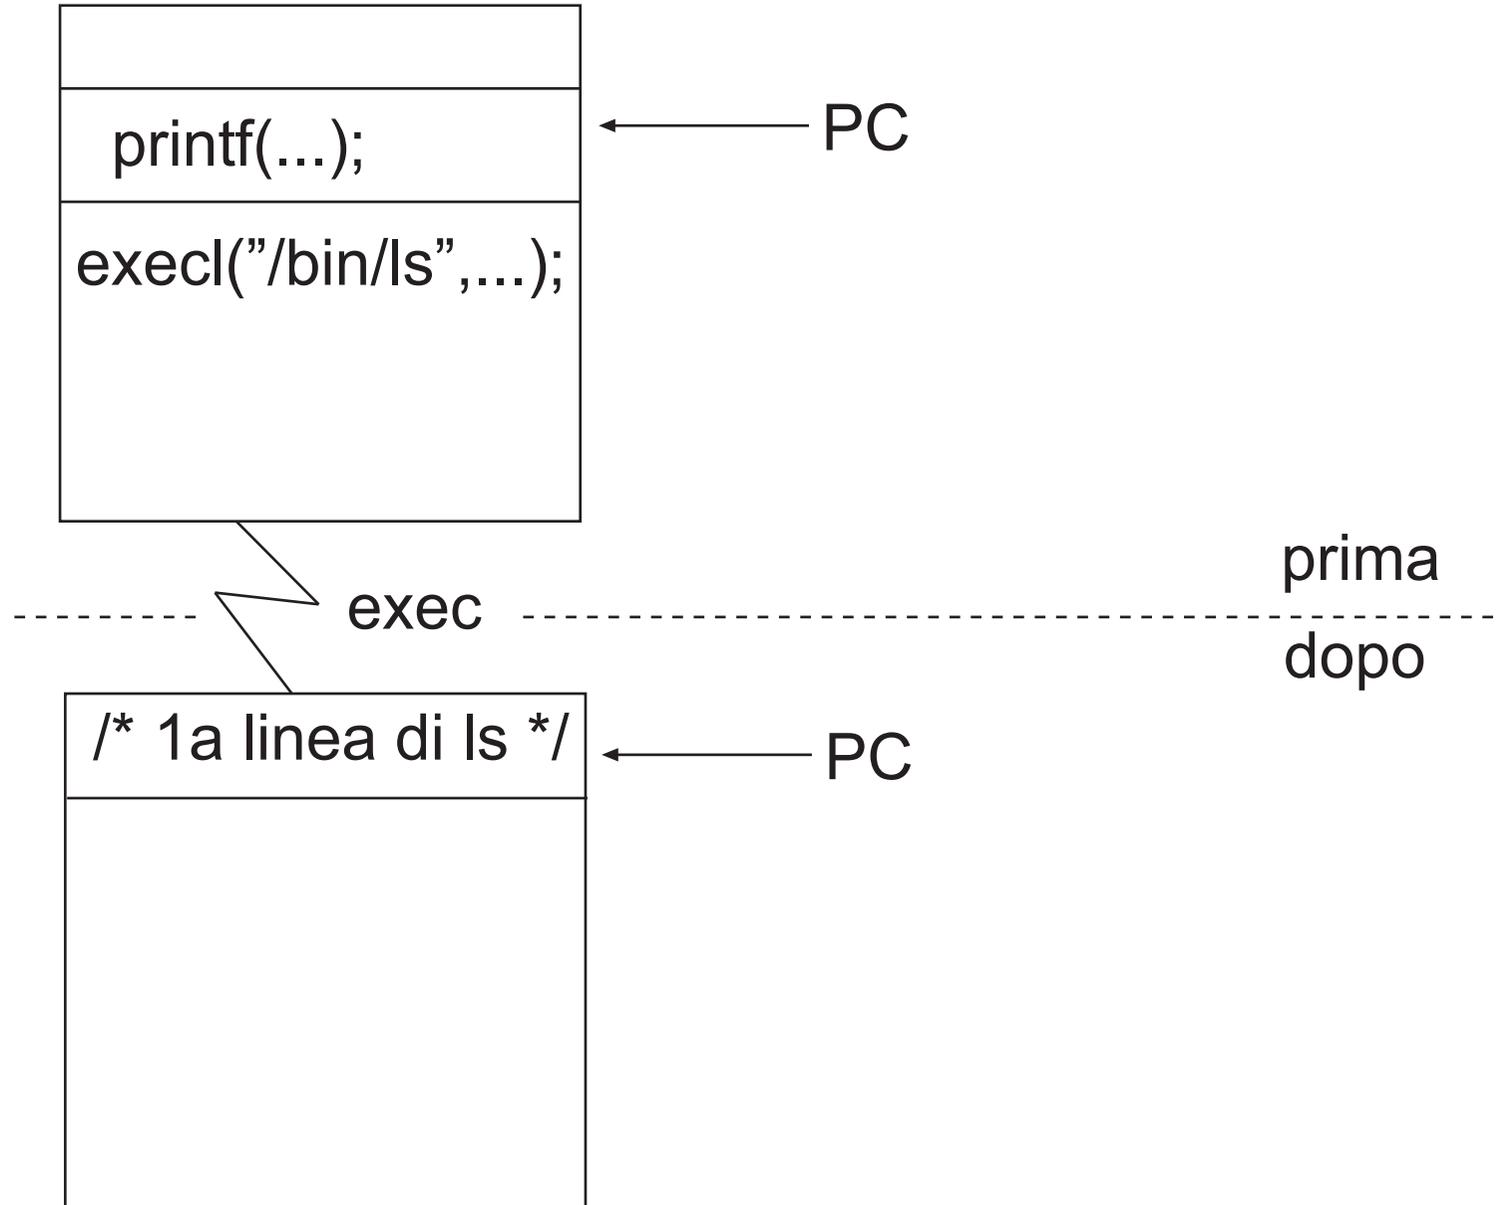 printf(...);
PC
execl(”/bin/ls”,...);
prima
exec
dopo
/* 1a linea di ls */
PC